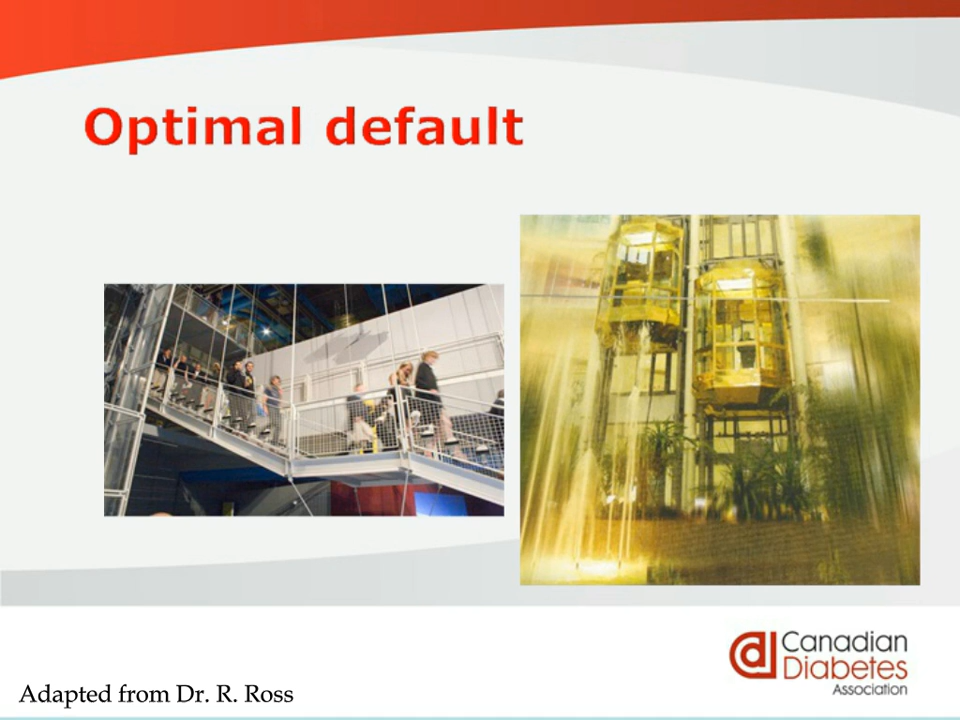 Optimal default
Canadian
Diabetes
Association
Adapted from Dr. R. Ross